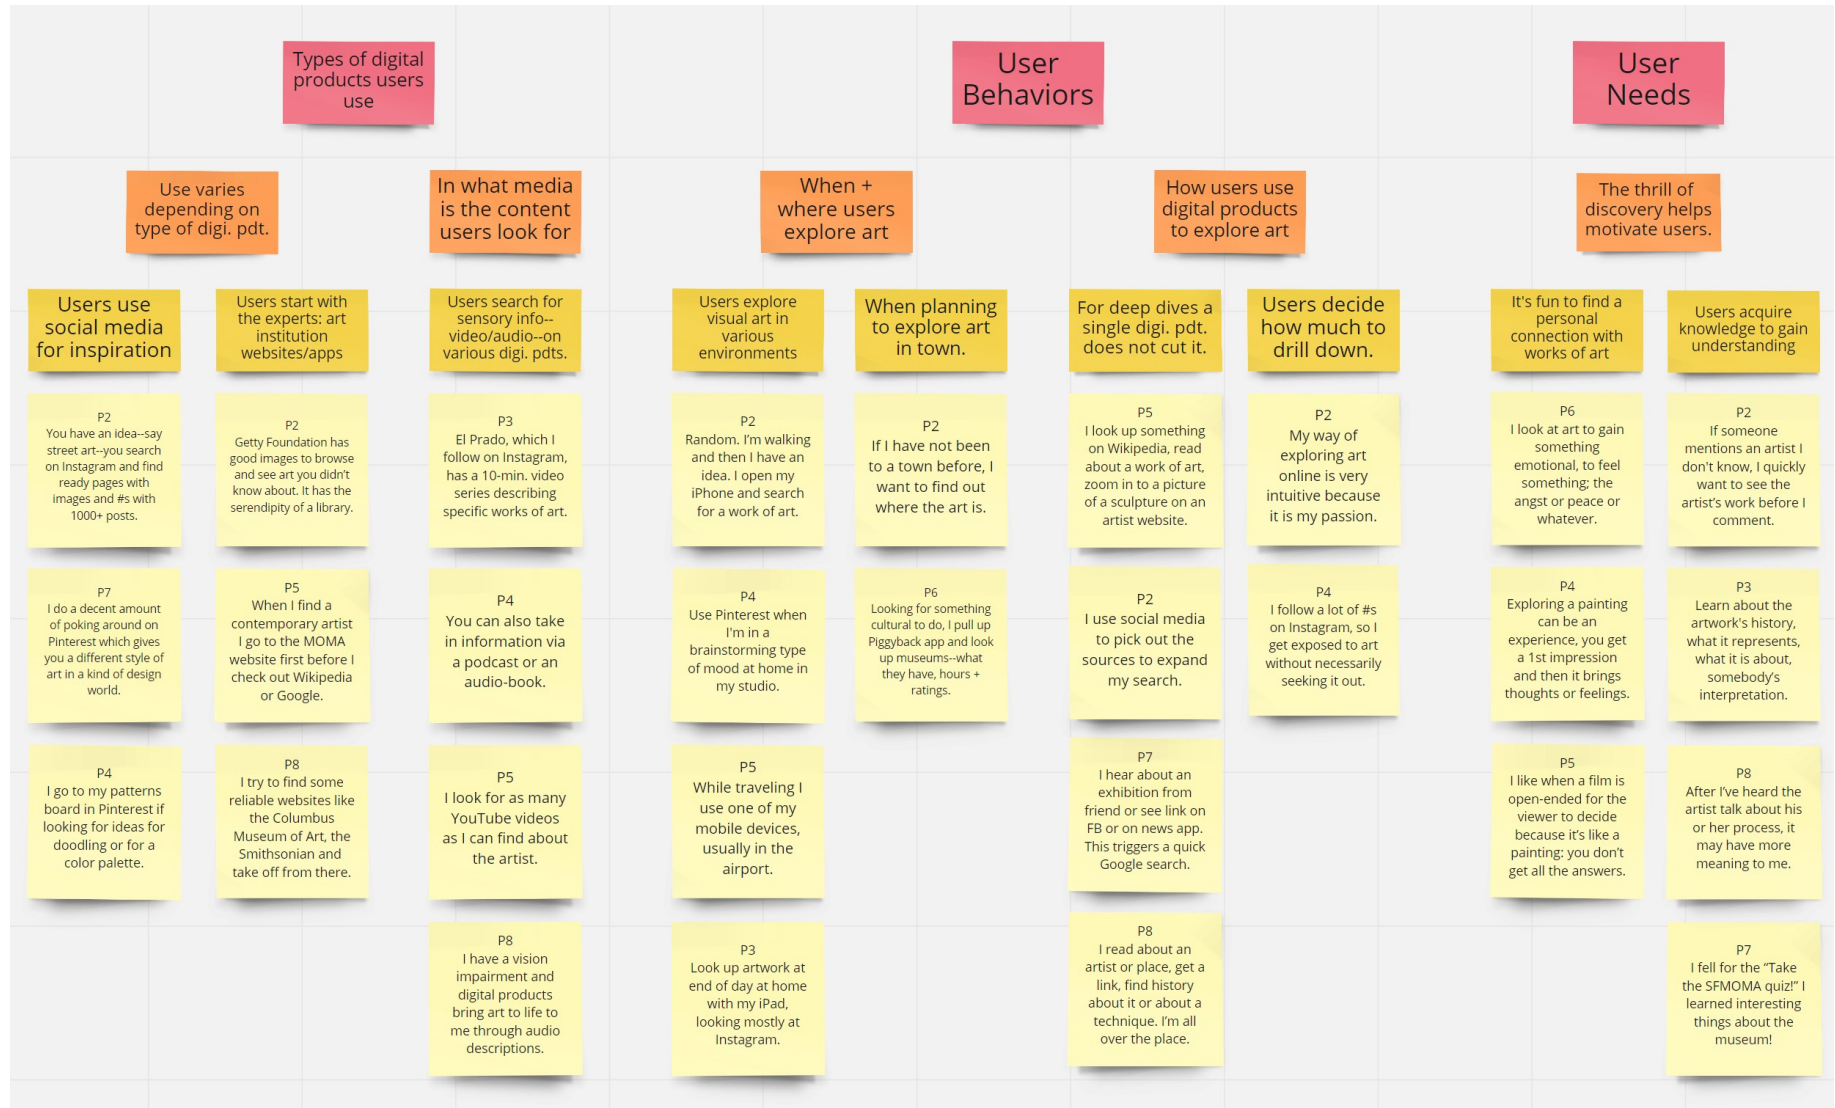 Types of digital
products users
use
User
Behaviors
User
Needs
Use varies
depending on
type of digi. pdt.
In what media
is the content
users look for
When +
where users
explore art
How users use
digital products
to explore art
The thrill of
discovery helps
motivate users.
Users use
social media
for inspiration
Users start with
the experts: art
institution
websites/apps
Users search for
sensory info--
video/audio--on
various digi. pdts.
Users explore
visual art in
various
environments
When planning
to explore art
in town.
For deep dives a
single digi. pdt.
does not cut it.
Users decide
how much to
drill down.
It's fun to find a
personal
connection with
works of art
Users acquire
knowledge to gain
understanding
P2
You have an idea--say
street art--you search
on Instagram and find
ready pages with
images and #s with
1000+ posts.
P2
Getty Foundation has
good images to browse
and see art you didn't
know about. It has the
serendipity of a library.
P3
El Prado, which I
follow on Instagram,
has a 10-min. video
series describing
specific works of art.
P2
Random. I'm walking
and then I have an
idea. I open my
iPhone and search
for a work of art.
P2
If I have not been
to a town before, I
want to find out
where the art is.
P5
I look up something
on Wikipedia, read
about a work of art,
zoom in to a picture
of a sculpture on an
artist website.
P2
My way of
exploring art
online is very
intuitive because
it is my passion.
P6
I look at art to gain
something
emotional, to feel
something; the
angst or peace or
whatever.
P2
If someone
mentions an artist I
don't know, I quickly
want to see the
artist's work before I
comment.
P7
I do a decent amount
of poking around on
Pinterest which gives
you a different style of
art in a kind of design
world.
P5
When I find a
contemporary artist
I go to the MOMA
website first before I
check out Wikipedia
or Google.
P4
You can also take
in information via
a podcast or an
audio-book.
P4
Use Pinterest when
I'm in a
brainstorming type
of mood at home in
my studio.
P6
Looking for something
cultural to do, I pull up
Piggyback app and look
up museums--what
they have, hours +
ratings.
P2
I use social media
to pick out the
sources to expand
my search.
P4
I follow a lot of #s
on Instagram, so I
get exposed to art
without necessarily
seeking it out.
P4
Exploring a painting
can be an
experience, you get
a 1st impression
and then it brings
thoughts or feelings.
P3
Learn about the
artwork's history,
what it represents,
what it is about,
somebody's
interpretation.
P4
I go to my patterns
board in Pinterest if
looking for ideas for
doodling or for a
color palette.
P8
I try to find some
reliable websites like
the Columbus
Museum of Art, the
Smithsonian and
take off from there.
P5
I look for as many
YouTube videos
as I can find about
the artist.
P5
While traveling I
use one of my
mobile devices,
usually in the
airport.
P7
I hear about an
exhibition from
friend or see link on
FB or on news app.
This triggers a quick
Google search.
P5
I like when a film is
open-ended for the
viewer to decide
because it's like a
painting: you don't
get all the answers.
P8
After I've heard the
artist talk about his
or her process, it
may have more
meaning to me.
P8
I have a vision
impairment and
digital products
bring art to life to
me through audio
descriptions.
P3
Look up artwork at
end of day at home
with my iPad,
looking mostly at
Instagram.
P8
I read about an
artist or place, get a
link, find history
about it or about a
technique. I'm all
over the place.
P7
I fell for the "Take
the SFMOMA quiz!" I
learned interesting
things about the
museum!